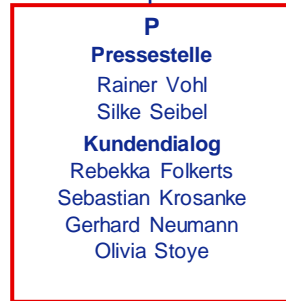 P
Pressestelle
Rainer Vohl
Silke Seibel
Kundendialog
Rebekka Folkerts
Sebastian Krosanke
Gerhard Neumann
Olivia Stoye